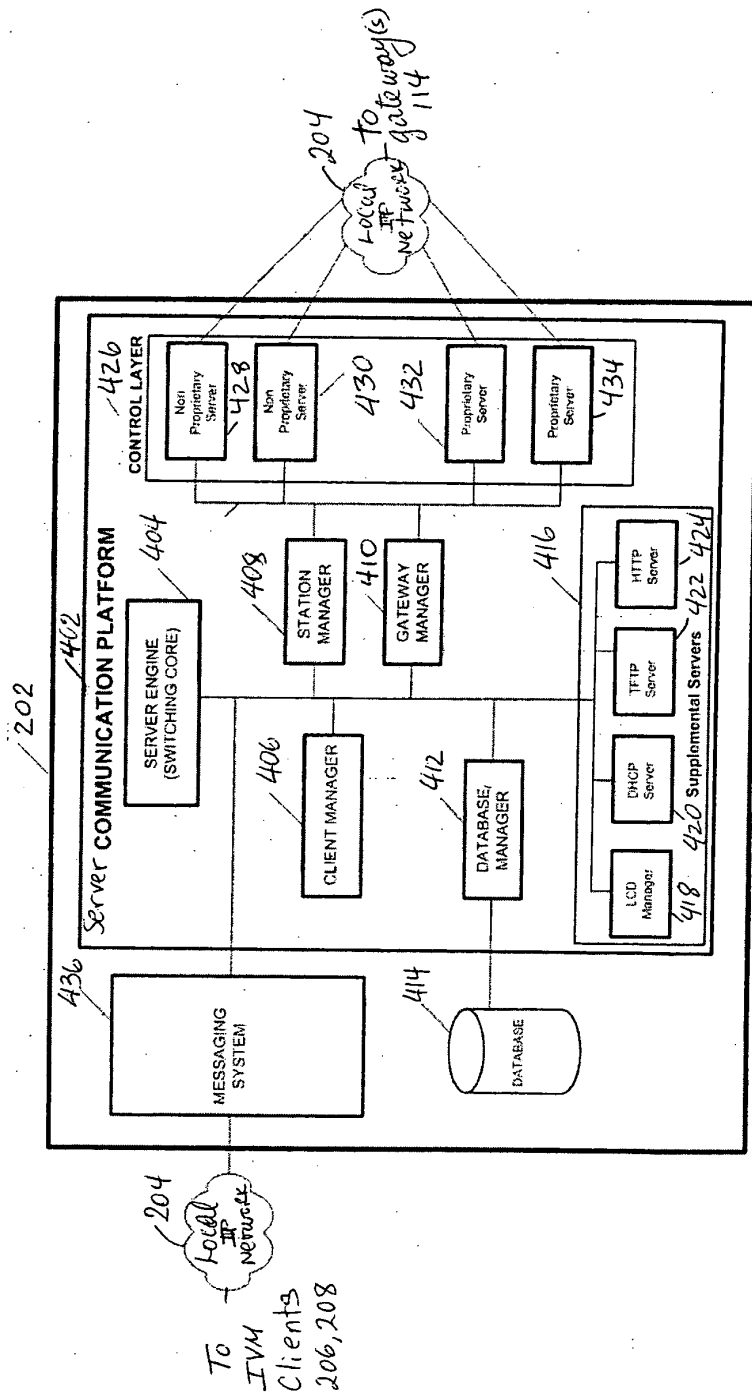 202
402
Server COMMUNICATION PLATFORM
404
SERVER ENGINE
(SWITCHING CORE)
426
CONTROL LAYER
Non
Proprietary
Server
428
Non
Proprietary
Server
430
432
Proprietary
Server
Proprietary
Server
434
204
Local
IP
Network
To
gateway(s)
114
408
STATION
MANAGER
410
GATEWAY
MANAGER
436
MESSAGING
SYSTEM
204
Local
IP
Network
To
IVM
Clients
206, 208
406
CLIENT MANAGER
412
DATABASE
MANAGER
414
DATABASE
416
LCD
Manager
418
DHCP
Server
420
TFTP
Server
422
HTTP
Server
424
Supplemental Servers